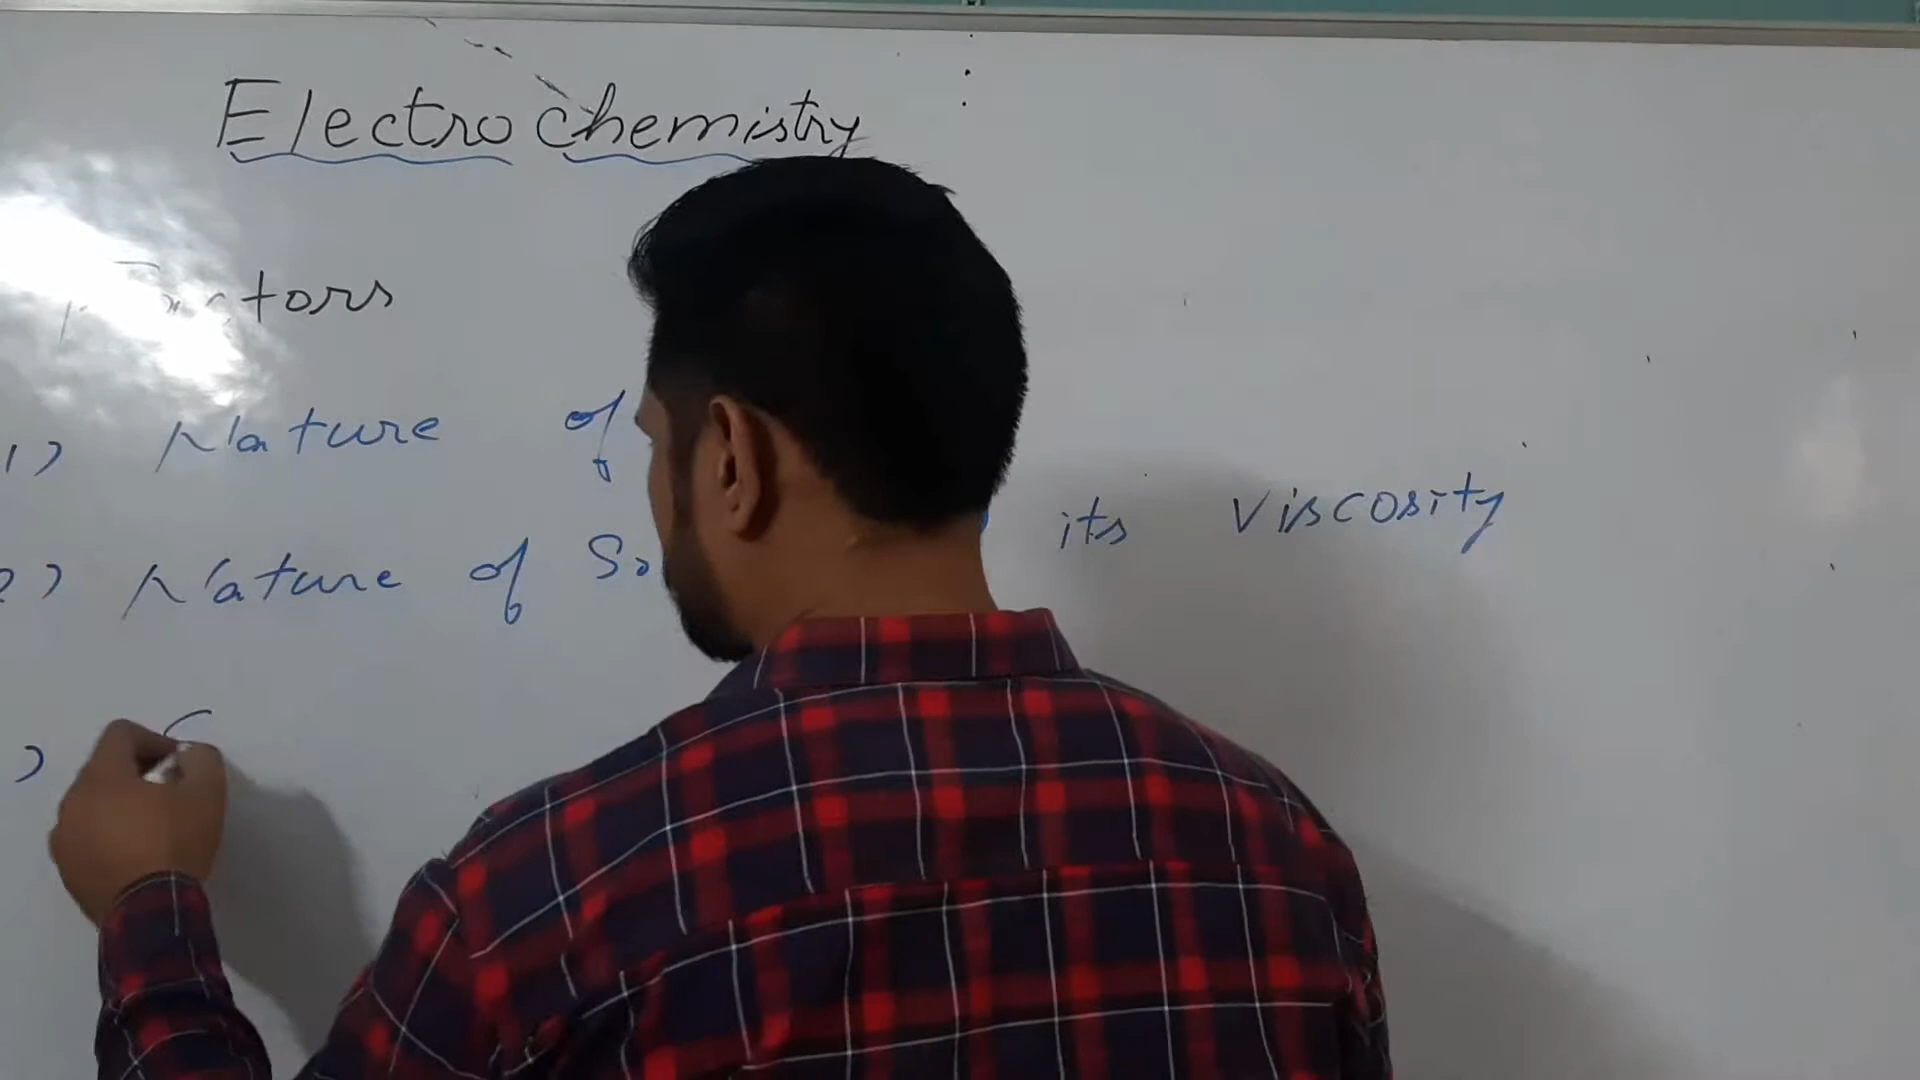 Electrochemistry
Factors
1) Nature of
2) Nature of So its viscosity
)